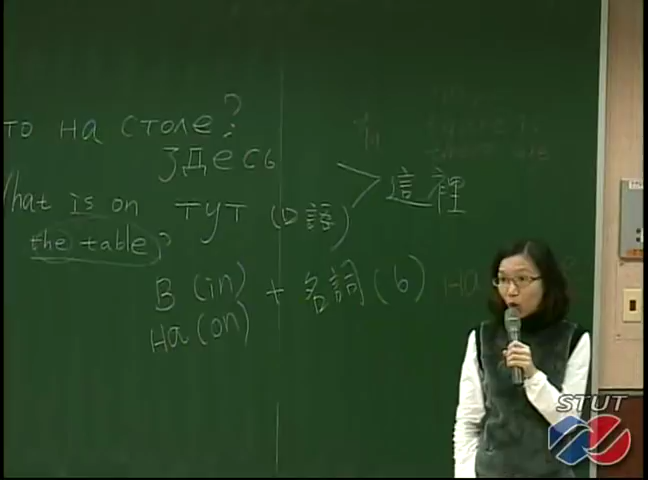 то на столе?
здесь
What is on
тут (口語)
> 這裡
the table?
В (in) + 名詞 (6)
на
На (on)
STUT